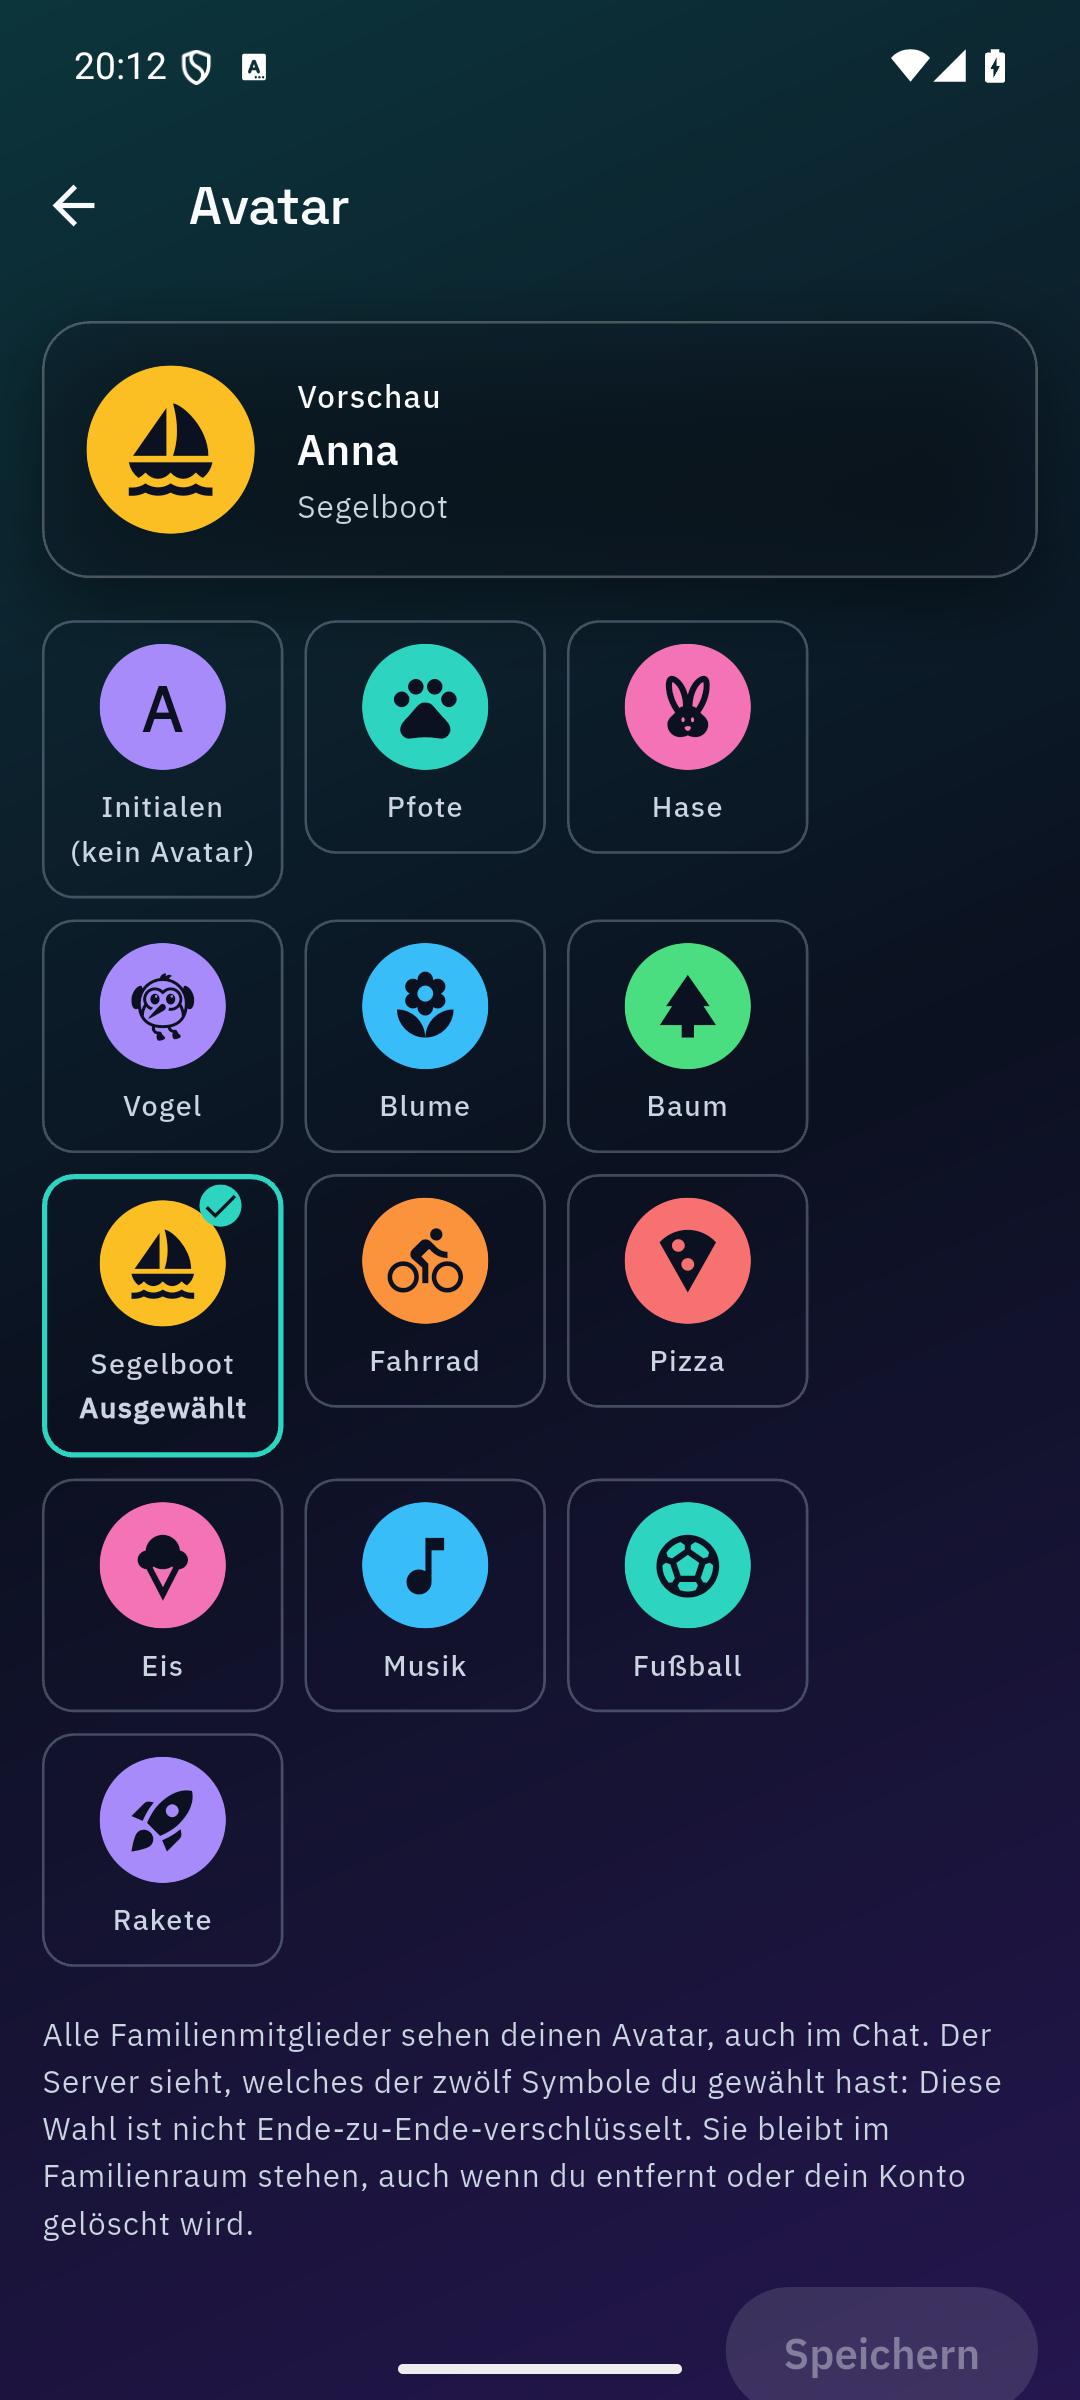 20:12
Avatar
Vorschau
Anna
Segelboot
A
Initialen
(kein Avatar)
Pfote
Hase
Vogel
Blume
Baum
Segelboot
Ausgewählt
Fahrrad
Pizza
Eis
Musik
Fußball
Rakete
Alle Familienmitglieder sehen deinen Avatar, auch im Chat. Der
Server sieht, welches der zwölf Symbole du gewählt hast: Diese
Wahl ist nicht Ende-zu-Ende-verschlüsselt. Sie bleibt im
Familienraum stehen, auch wenn du entfernt oder dein Konto
gelöscht wird.
Speichern